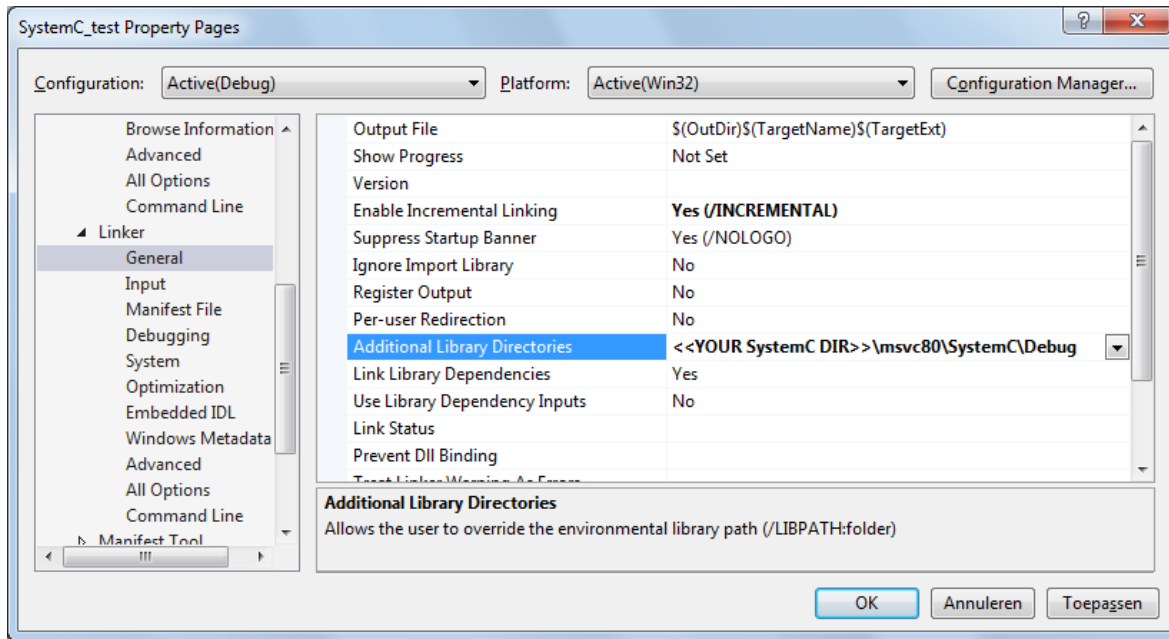 SystemC_test Property Pages
Configuration: Active(Debug) Platform: Active(Win32) Configuration Manager...
Browse Information
Advanced
All Options
Command Line
Linker
General
Input
Manifest File
Debugging
System
Optimization
Embedded IDL
Windows Metadata
Advanced
All Options
Command Line
Manifest Tool
Output File $(OutDir)$(TargetName)$(TargetExt)
Show Progress Not Set
Version
Enable Incremental Linking Yes (/INCREMENTAL)
Suppress Startup Banner Yes (/NOLOGO)
Ignore Import Library No
Register Output No
Per-user Redirection No
Additional Library Directories <<YOUR SystemC DIR>>\msvc80\SystemC\Debug
Link Library Dependencies Yes
Use Library Dependency Inputs No
Link Status
Prevent Dll Binding
Treat Linker Warning As Errors
Additional Library Directories
Allows the user to override the environmental library path (/LIBPATH:folder)
OK Annuleren Toepassen